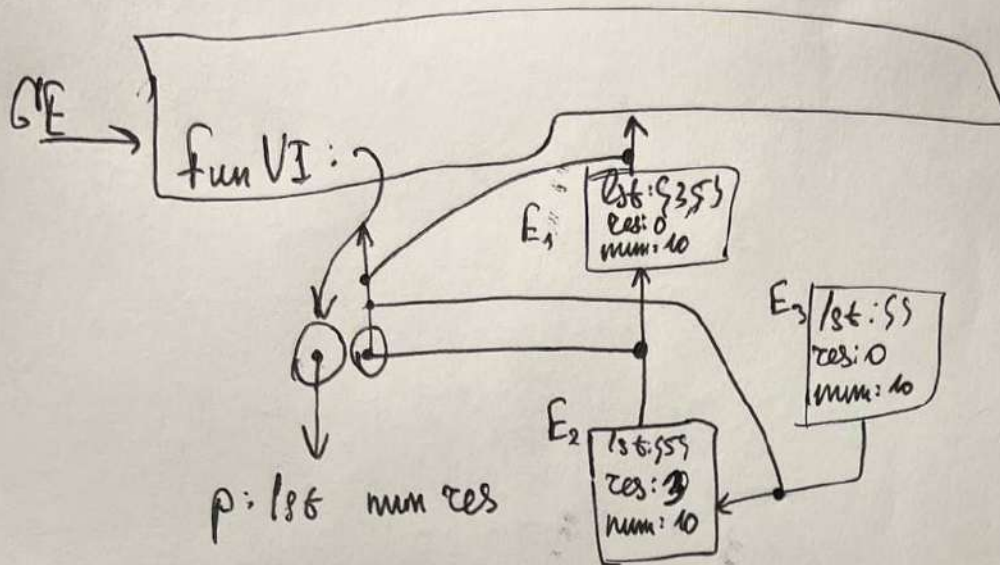 GE
fun VI:
E1
lst: {3,5}
res: 0
num: 10
E3
lst: {}
res: 0
num: 10
E2
lst: {5}
res: 3
num: 10
p: lst num res